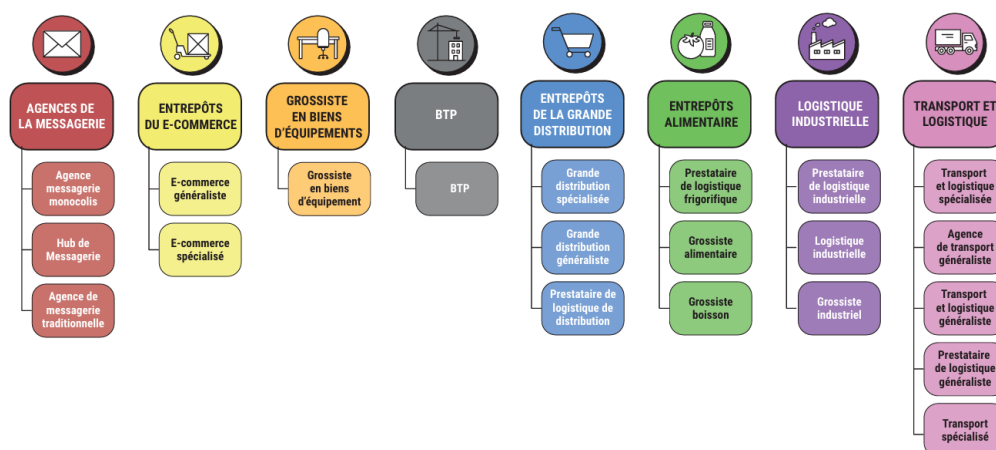 AGENCES DE
LA MESSAGERIE
Agence
messagerie
monocolis
Hub de
Messagerie
Agence de
messagerie
traditionnelle
ENTREPÔTS
DU E-COMMERCE
E-commerce
généraliste
E-commerce
spécialisé
GROSSISTE
EN BIENS
D'ÉQUIPEMENTS
Grossiste
en biens
d'équipement
BTP
BTP
ENTREPÔTS
DE LA GRANDE
DISTRIBUTION
Grande
distribution
spécialisée
Grande
distribution
généraliste
Prestataire de
logistique de
distribution
ENTREPÔTS
ALIMENTAIRE
Prestataire
de logistique
frigorifique
Grossiste
alimentaire
Grossiste
boisson
LOGISTIQUE
INDUSTRIELLE
Prestataire
de logistique
industrielle
Logistique
industrielle
Grossiste
industriel
TRANSPORT ET
LOGISTIQUE
Transport
et logistique
spécialisée
Agence
de transport
généraliste
Transport
et logistique
généraliste
Prestataire
de logistique
généraliste
Transport
spécialisé